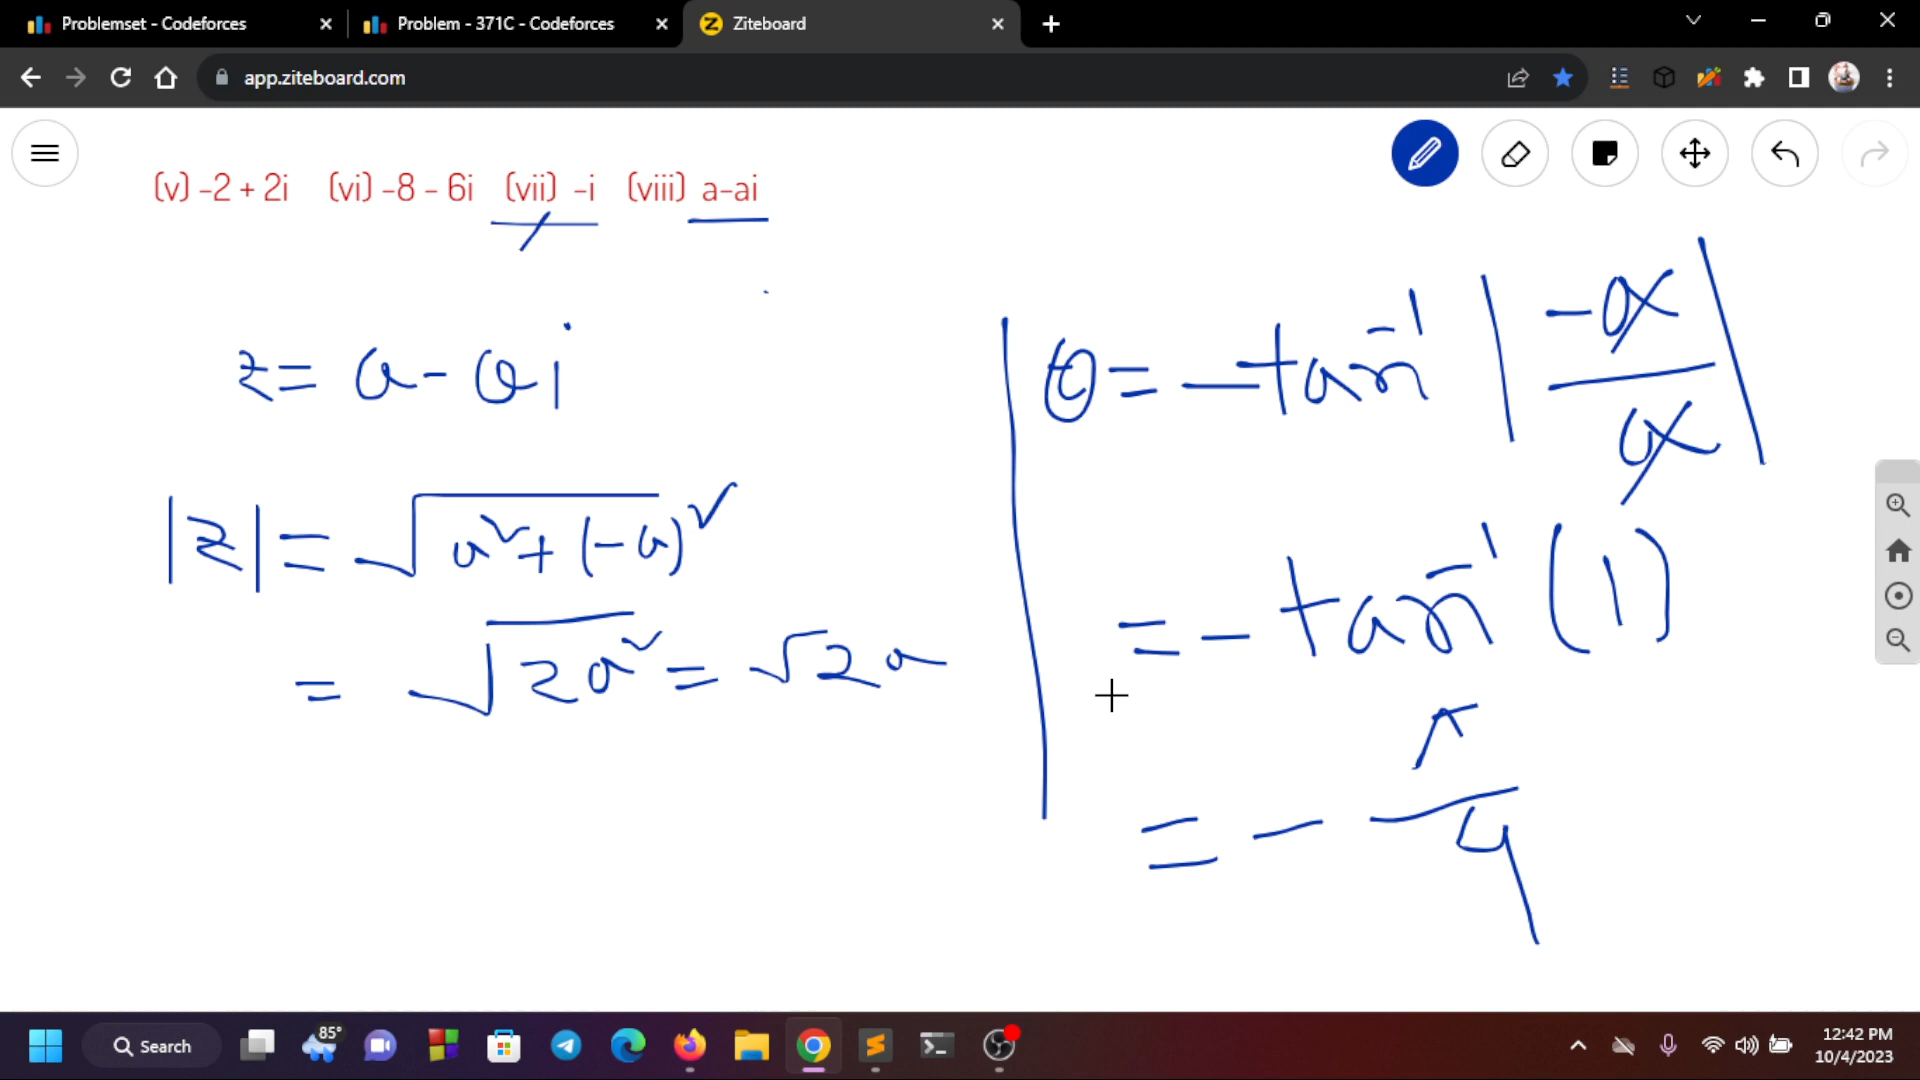 Problemset - Codeforces
Problem - 371C - Codeforces
Ziteboard
app.ziteboard.com
(v) -2 + 2i (vi) -8 - 6i (vii) -i (viii) a-ai
z = a - ai
|z| = √(a² + (-a)²)
= √(2a²) = √2 a
θ = - tan⁻¹ | -a / a |
= - tan⁻¹ (1)
= - π / 4
85°
Search
12:42 PM
10/4/2023